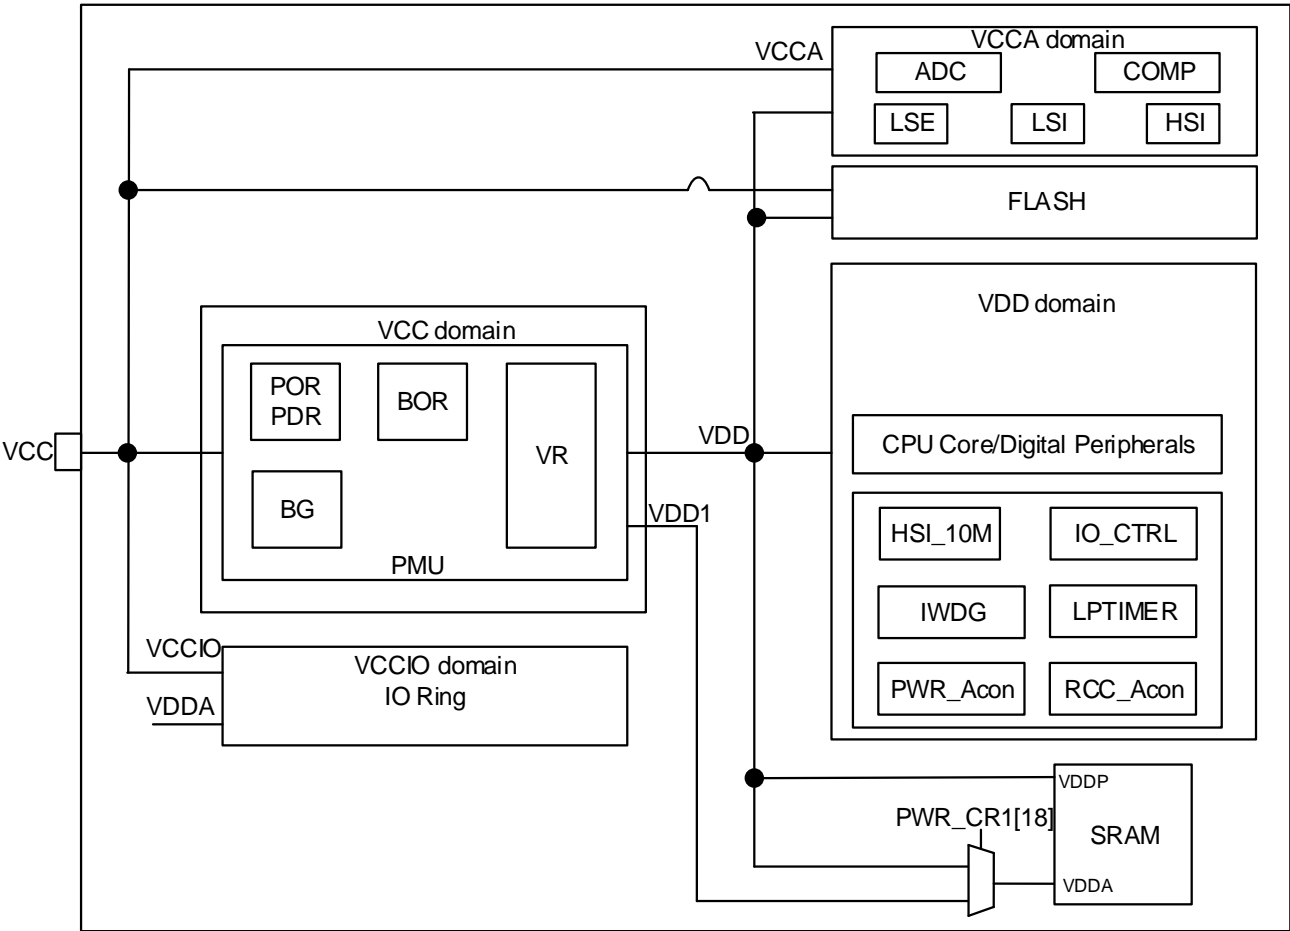 VCCA domain
VCCA
ADC
COMP
LSE
LSI
HSI
FLASH
VDD domain
VCC domain
POR
PDR
BOR
VR
BG
PMU
VCC
VDD
VDD1
CPU Core/Digital Peripherals
HSI_10M
IO_CTRL
IWDG
LPTIMER
PWR_Acon
RCC_Acon
VCCIO
VCCIO domain
IO Ring
VDDA
VDDP
PWR_CR1[18]
SRAM
VDDA